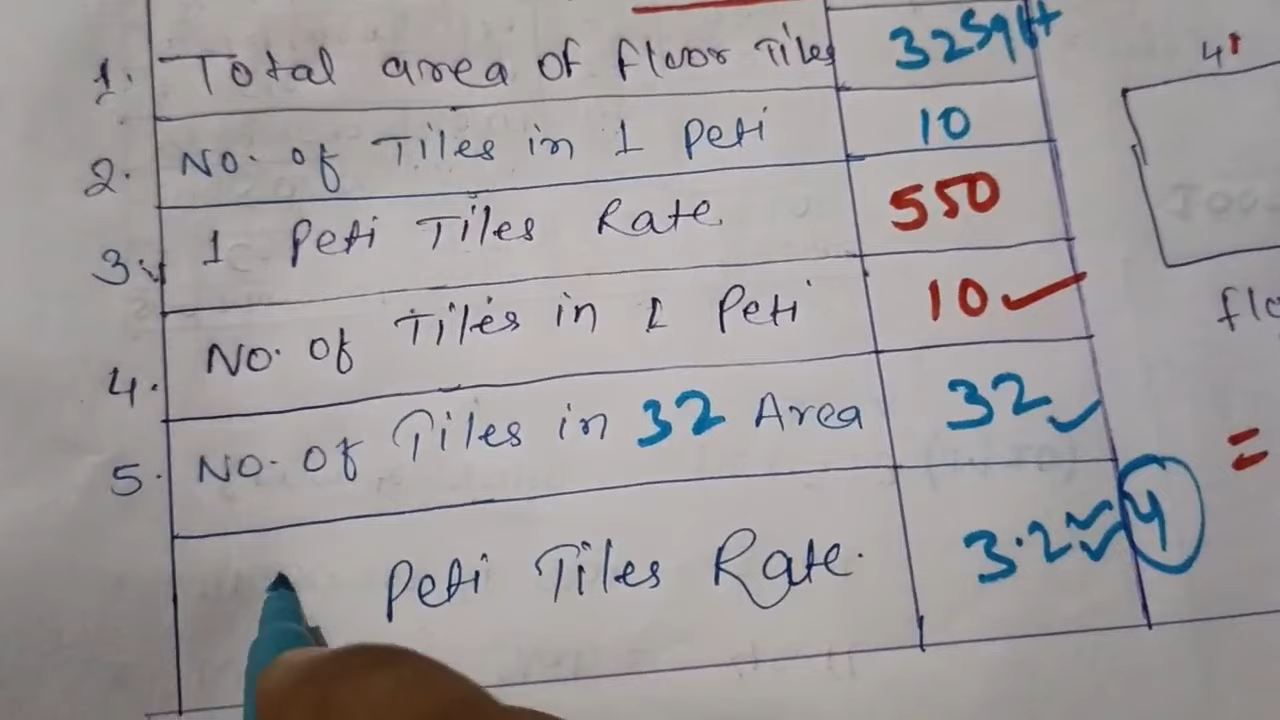 4'
1. Total area of floor Tiles 32 Sqft
2. No. of Tiles in 1 Peti 10
3. 1 Peti Tiles Rate 550
4. No. of Tiles in 1 Peti 10 ✓
5. No. of Tiles in 32 Area 32 ✓
=
Peti Tiles Rate. 3.2 ≈ 4